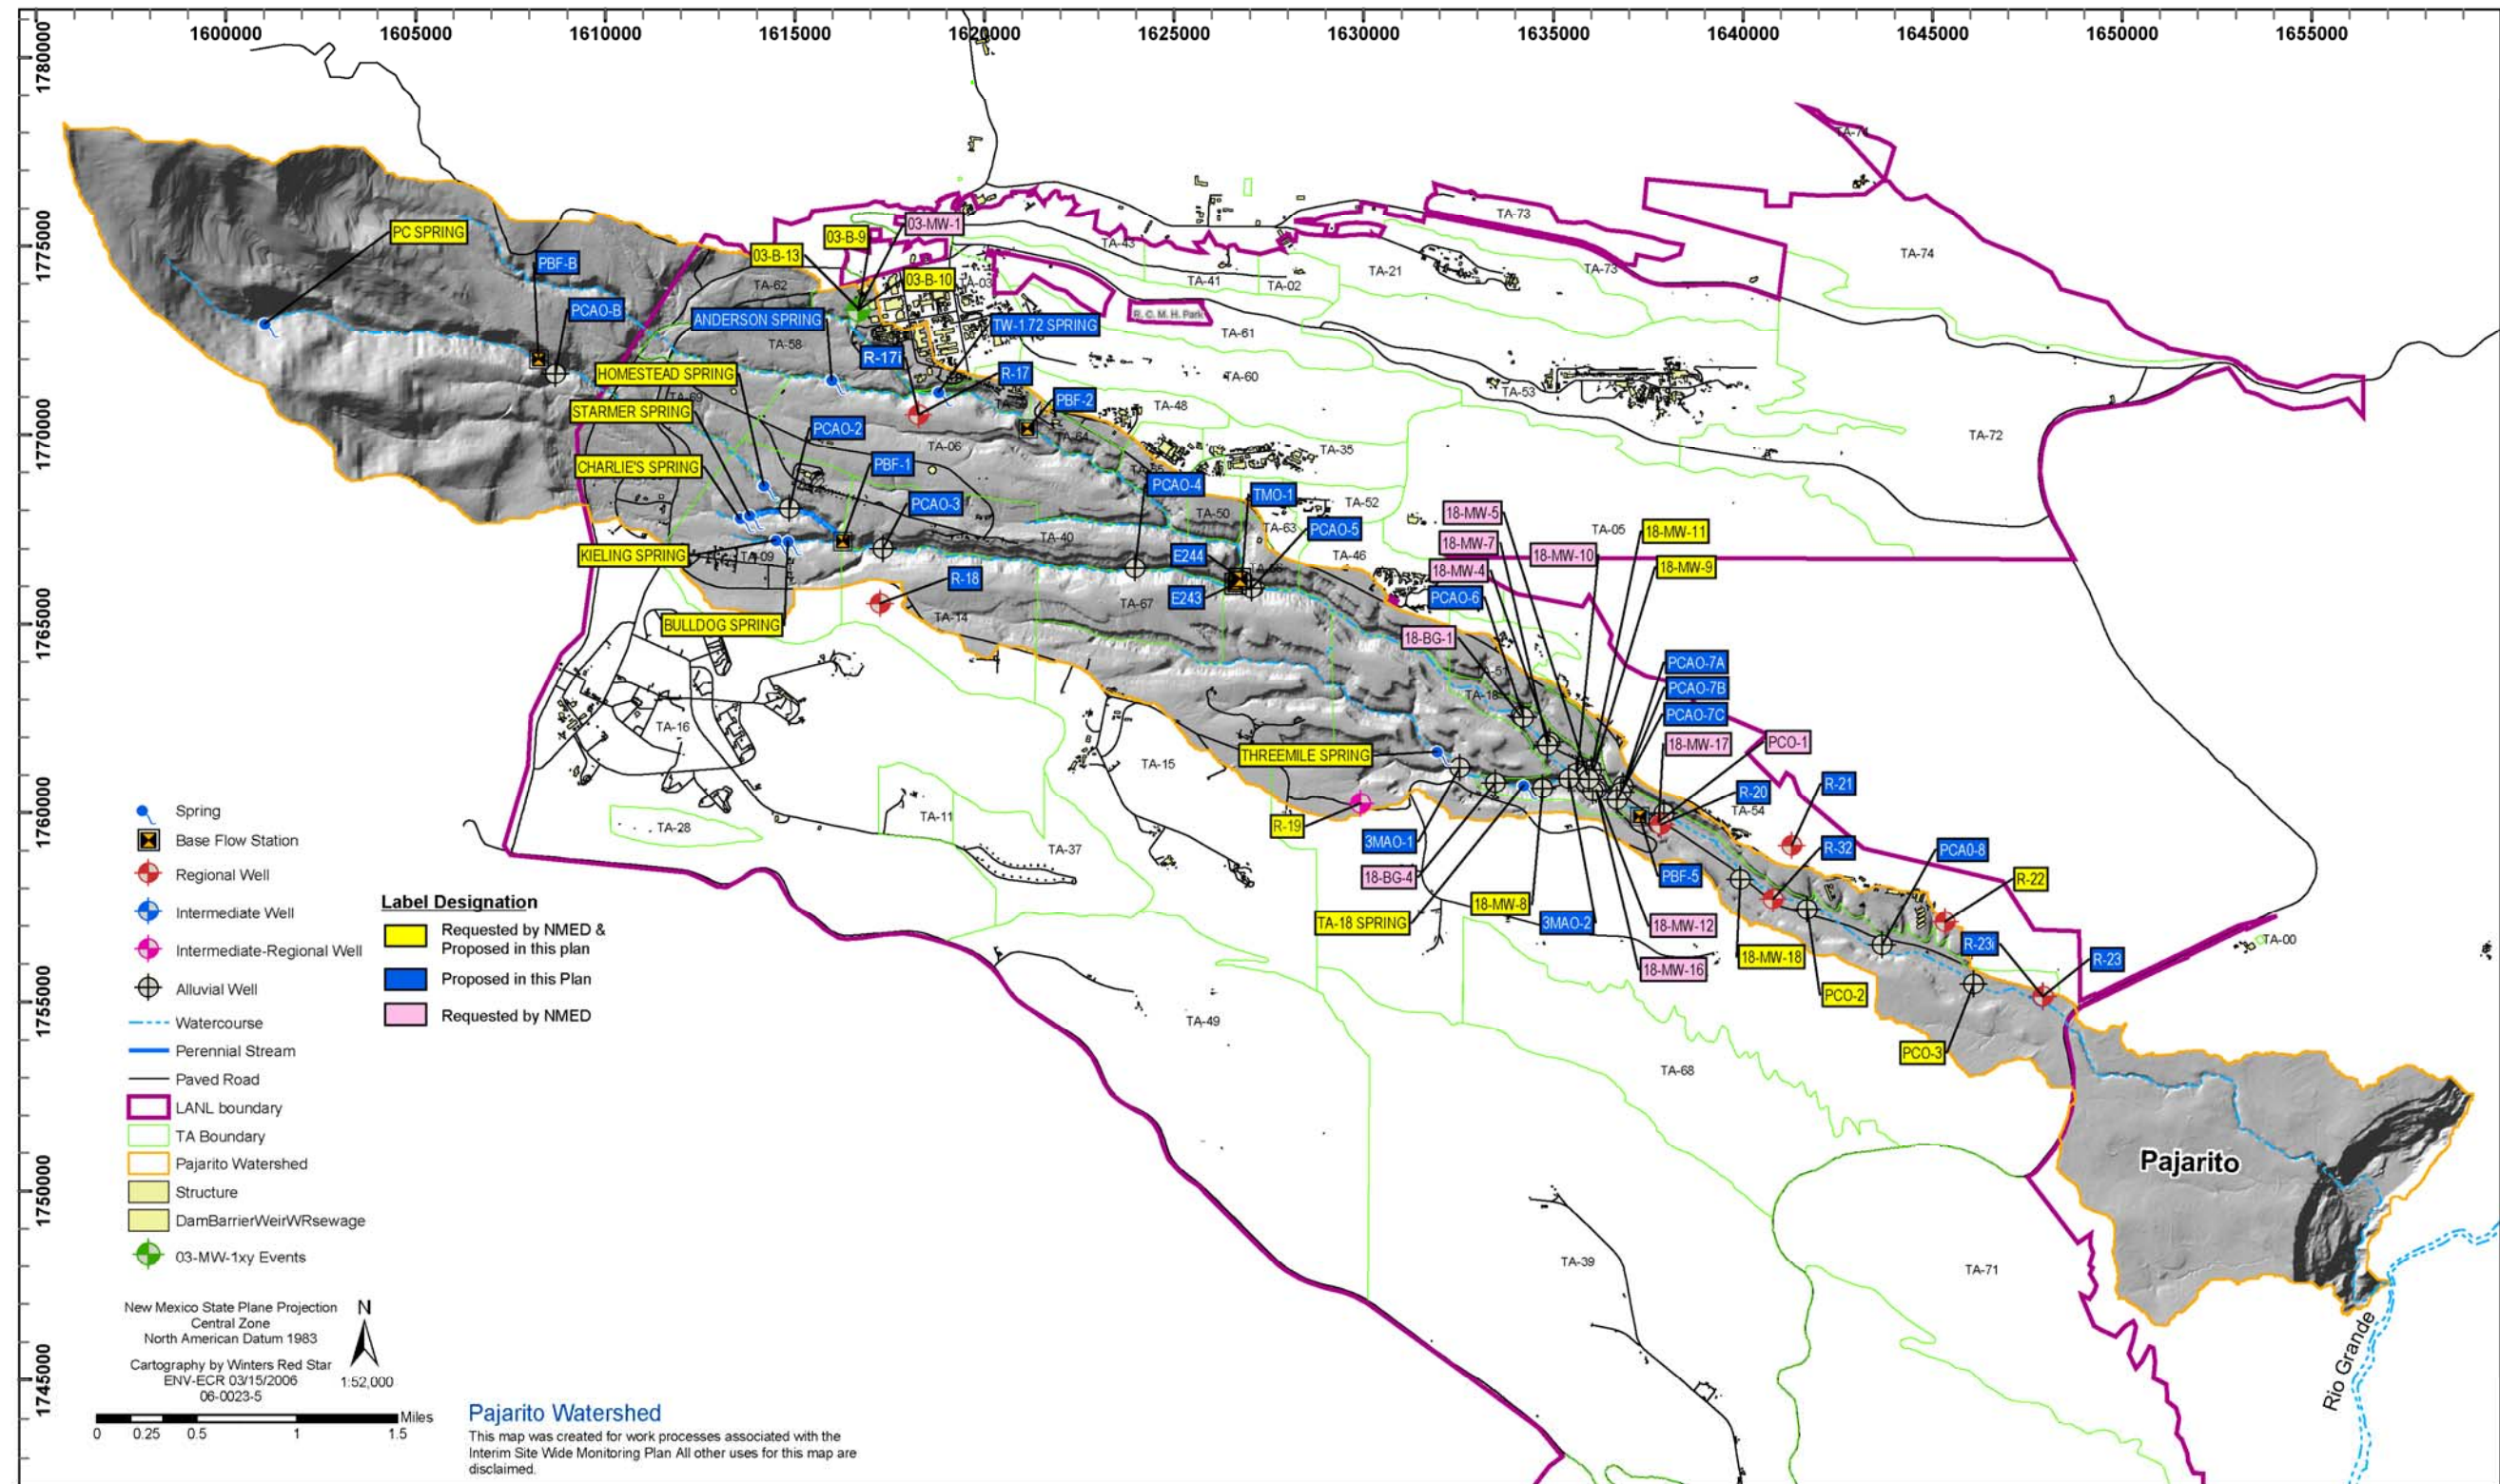 1600000 1605000 1610000 1615000 1620000 1625000 1630000 1635000 1640000 1645000 1650000 1655000
1780000
1775000
1770000
1765000
1760000
1755000
1750000
1745000
TA-74
TA-73
TA-74
PC SPRING
03-B-9
03-MW-1
TA-43
03-B-13
PBF-B
TA-21
TA-73
03-B-10
TA-03
TA-62
TA-41
TA-02
PCAO-B
ANDERSON SPRING
TW-1.72 SPRING
R. C. M. H. Park
TA-61
TA-58
R-17i
HOMESTEAD SPRING
R-17
TA-60
TA-53
TA-69
PBF-2
STARMER SPRING
TA-48
PCAO-2
TA-64
TA-72
TA-06
TA-35
CHARLIE'S SPRING
PBF-1
PCAO-4
TMO-1
PCAO-3
TA-52
TA-50
18-MW-5
TA-63
PCAO-5
TA-05
18-MW-11
TA-40
18-MW-7
KIELING SPRING
TA-09
E244
TA-46
18-MW-10
18-MW-4
18-MW-9
R-18
E243
PCAO-6
TA-67
TA-14
BULLDOG SPRING
18-BG-1
PCAO-7A
PCAO-7B
TA-18
PCAO-7C
TA-16
18-MW-17
PCO-1
THREEMILE SPRING
TA-15
R-20
R-21
TA-54
TA-11
TA-28
R-19
3MAO-1
R-32
PCA0-8
TA-37
18-BG-4
PBF-5
R-22
18-MW-8
TA-18 SPRING
3MAO-2
18-MW-12
R-23i
TA-00
18-MW-18
R-23
18-MW-16
PCO-2
TA-49
PCO-3
TA-68
Pajarito
TA-39
TA-71
Rio Grande
Spring
Base Flow Station
Regional Well
Intermediate Well
Intermediate-Regional Well
Alluvial Well
Watercourse
Perennial Stream
Paved Road
LANL boundary
TA Boundary
Pajarito Watershed
Structure
DamBarrierWeirWRsewage
03-MW-1xy Events
Label Designation
Requested by NMED &
Proposed in this plan
Proposed in this Plan
Requested by NMED
New Mexico State Plane Projection
Central Zone
North American Datum 1983
Cartography by Winters Red Star
ENV-ECR 03/15/2006
06-0023-5
N
1:52,000
Miles
0 0.25 0.5 1 1.5
Pajarito Watershed
This map was created for work processes associated with the
Interim Site Wide Monitoring Plan All other uses for this map are
disclaimed.